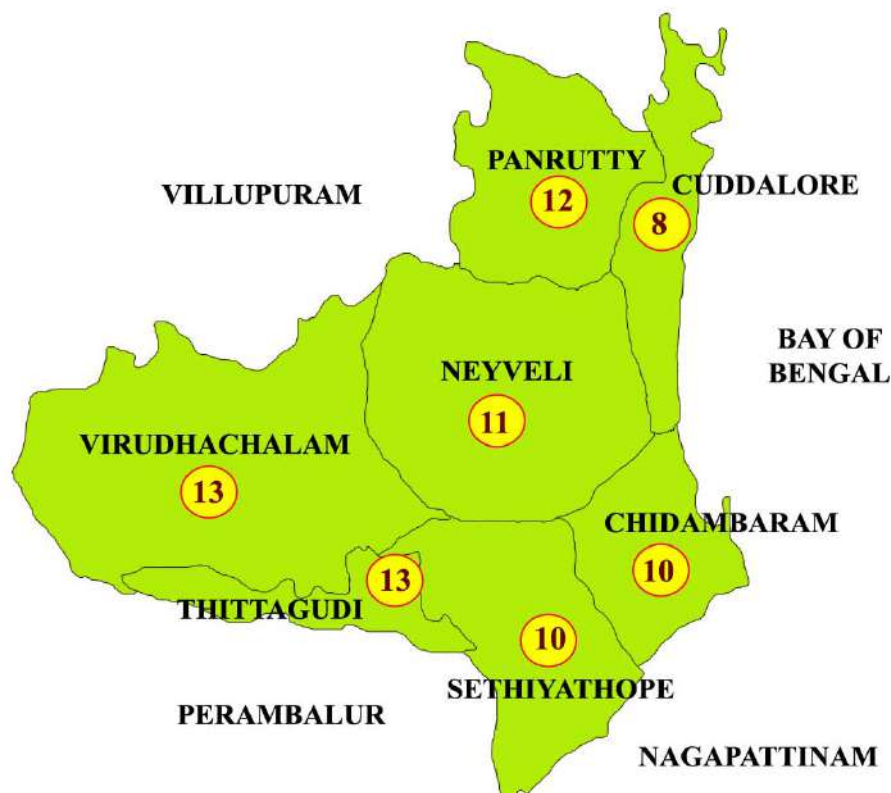 PANRUTTY
12
VILLUPURAM
CUDDALORE
8
BAY OF
BENGAL
NEYVELI
11
VIRUDHACHALAM
13
CHIDAMBARAM
10
13
THITTAGUDI
10
SETHIYATHOPE
PERAMBALUR
NAGAPATTINAM